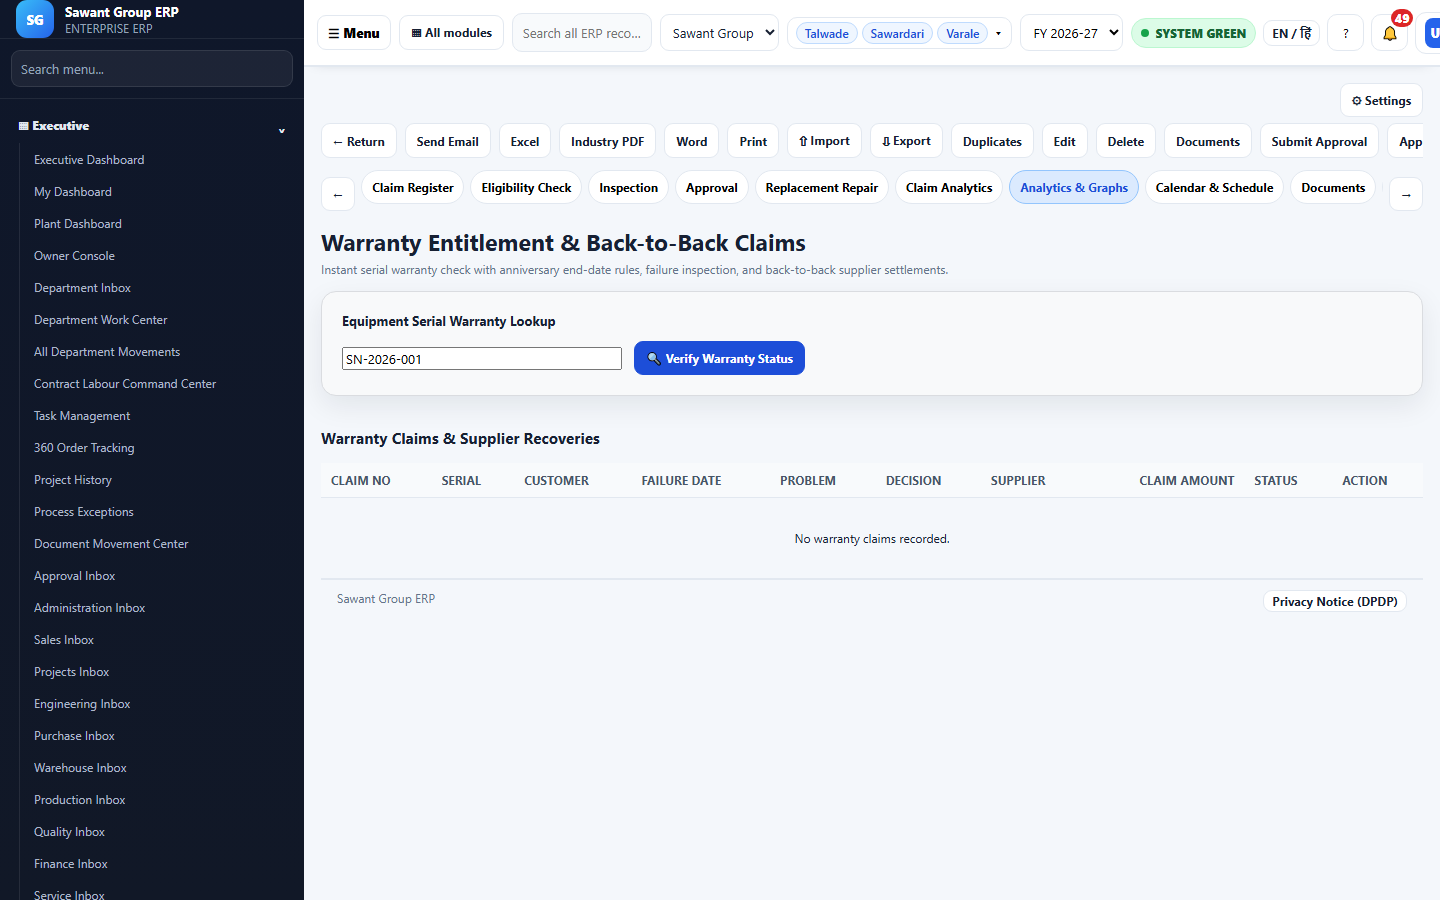 SG
Sawant Group ERP
ENTERPRISE ERP
Search menu...
Executive
Executive Dashboard
My Dashboard
Plant Dashboard
Owner Console
Department Inbox
Department Work Center
All Department Movements
Contract Labour Command Center
Task Management
360 Order Tracking
Project History
Process Exceptions
Document Movement Center
Approval Inbox
Administration Inbox
Sales Inbox
Projects Inbox
Engineering Inbox
Purchase Inbox
Warehouse Inbox
Production Inbox
Quality Inbox
Finance Inbox
Service Inbox
☰ Menu All modules Search all ERP reco... Sawant Group Talwade Sawardari Varale FY 2026-27 SYSTEM GREEN EN / हिं ? 49 U
⚙ Settings
← Return Send Email Excel Industry PDF Word Print ⇧ Import ⇩ Export Duplicates Edit Delete Documents Submit Approval App
← Claim Register Eligibility Check Inspection Approval Replacement Repair Claim Analytics Analytics & Graphs Calendar & Schedule Documents →
Warranty Entitlement & Back-to-Back Claims
Instant serial warranty check with anniversary end-date rules, failure inspection, and back-to-back supplier settlements.
Equipment Serial Warranty Lookup
SN-2026-001 Verify Warranty Status
Warranty Claims & Supplier Recoveries
CLAIM NO SERIAL CUSTOMER FAILURE DATE PROBLEM DECISION SUPPLIER CLAIM AMOUNT STATUS ACTION
No warranty claims recorded.
Sawant Group ERP Privacy Notice (DPDP)